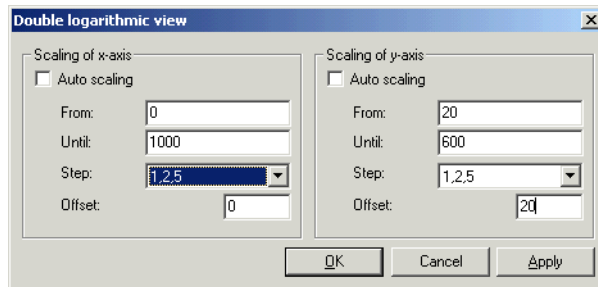 Double logarithmic view
Scaling of x-axis
Auto scaling
From: 0
Until: 1000
Step: 1,2,5
Offset: 0
Scaling of y-axis
Auto scaling
From: 20
Until: 600
Step: 1,2,5
Offset: 20
OK Cancel Apply